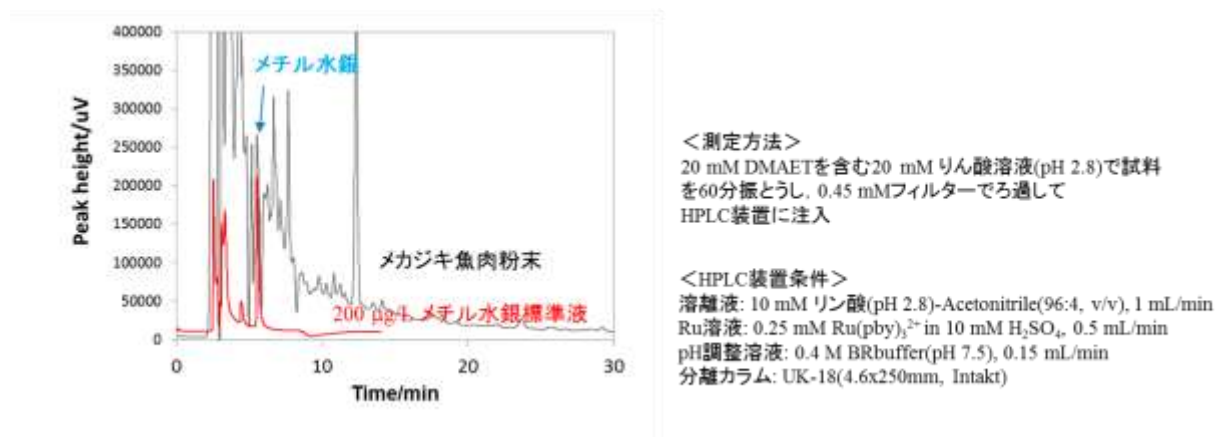 400000
350000
300000
250000
200000
150000
100000
50000
0
Peak height/uV
メチル水銀
メカジキ魚肉粉末
200 μg/L メチル水銀標準液
0 10 20 30
Time/min
＜測定方法＞
20 mM DMAETを含む20 mM りん酸溶液(pH 2.8)で試料
を60分振とうし，0.45 mMフィルターでろ過して
HPLC装置に注入
＜HPLC装置条件＞
溶離液: 10 mM リン酸(pH 2.8)-Acetonitrile(96:4, v/v), 1 mL/min
Ru溶液: 0.25 mM Ru(pby)₃²⁺ in 10 mM H₂SO₄, 0.5 mL/min
pH調整溶液: 0.4 M BRbuffer(pH 7.5), 0.15 mL/min
分離カラム: UK-18(4.6x250mm, Intakt)